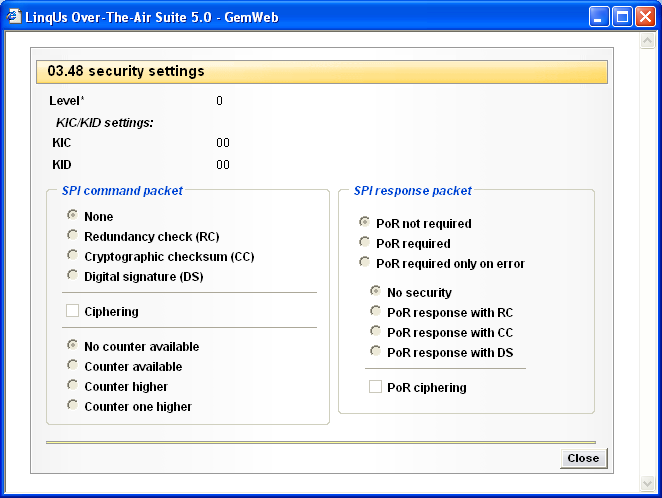 LinqUs Over-The-Air Suite 5.0 - GemWeb
03.48 security settings
Level* 0
KIC/KID settings:
KIC 00
KID 00
SPI command packet
None
Redundancy check (RC)
Cryptographic checksum (CC)
Digital signature (DS)
Ciphering
No counter available
Counter available
Counter higher
Counter one higher
SPI response packet
PoR not required
PoR required
PoR required only on error
No security
PoR response with RC
PoR response with CC
PoR response with DS
PoR ciphering
Close